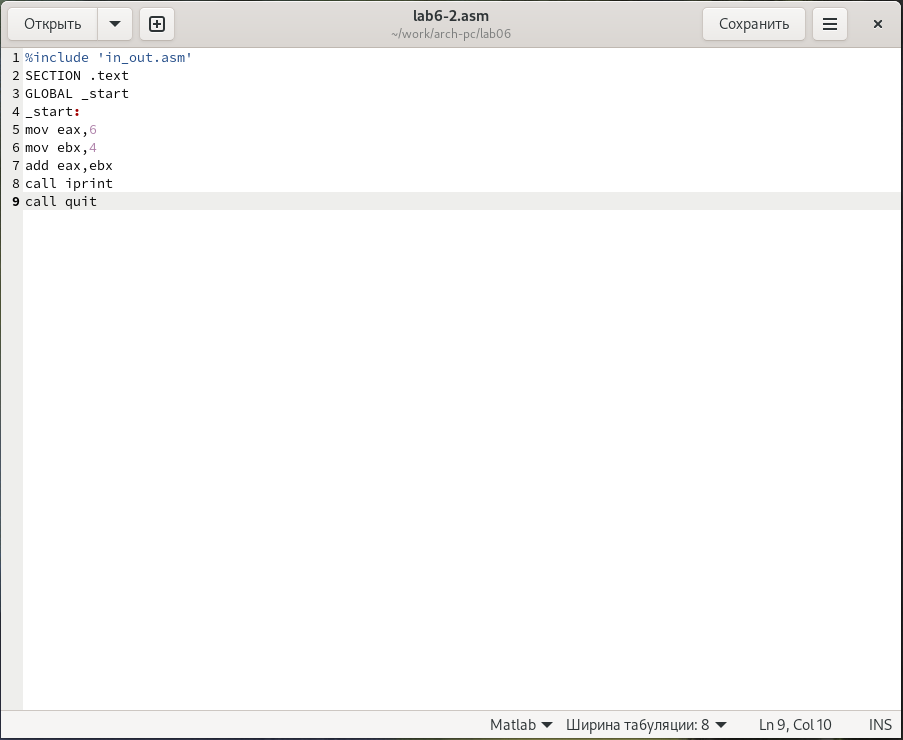 Открыть
lab6-2.asm
~/work/arch-pc/lab06
Сохранить
1 %include 'in_out.asm'
2 SECTION .text
3 GLOBAL _start
4 _start:
5 mov eax,6
6 mov ebx,4
7 add eax,ebx
8 call iprint
9 call quit
Matlab Ширина табуляции: 8 Ln 9, Col 10 INS